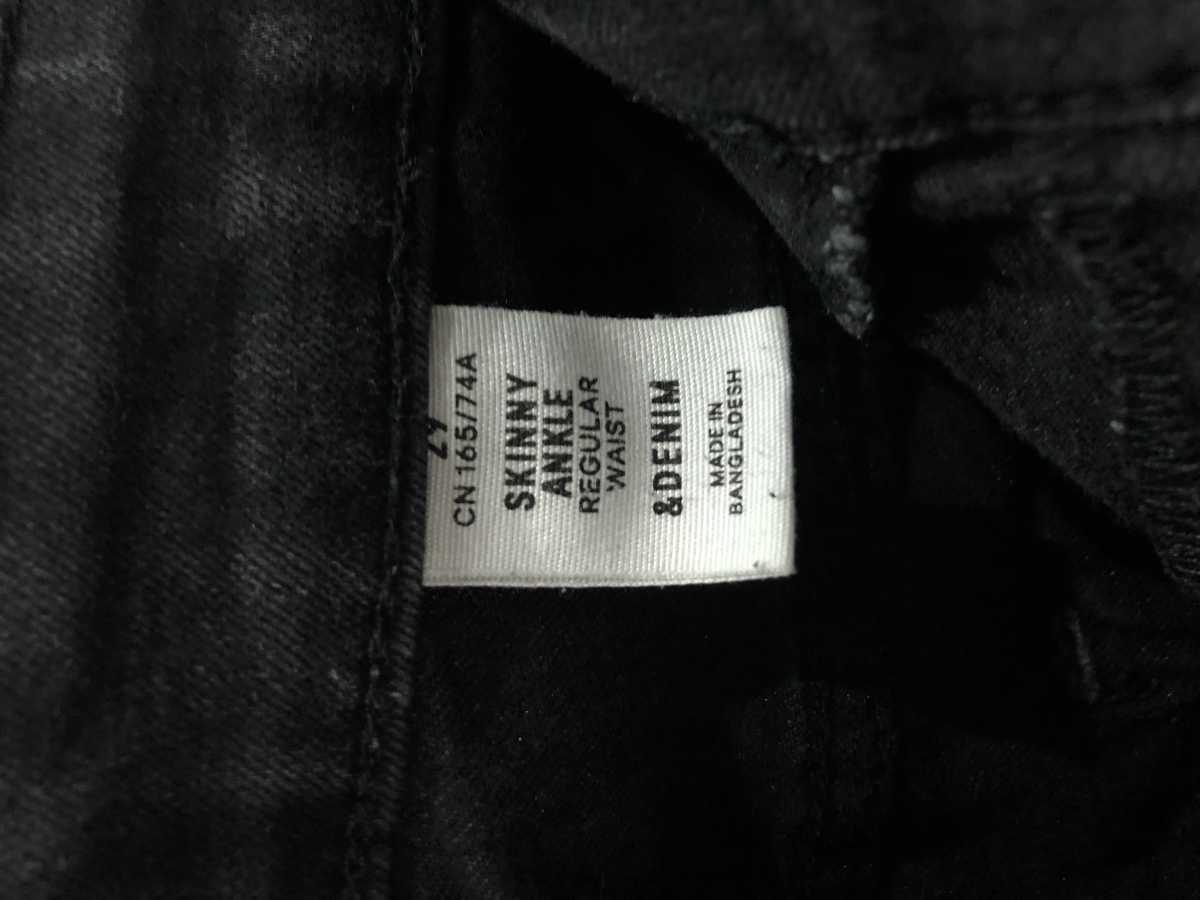 29
CN 165/74A
SKINNY
ANKLE
REGULAR
WAIST
&DENIM
MADE IN
BANGLADESH